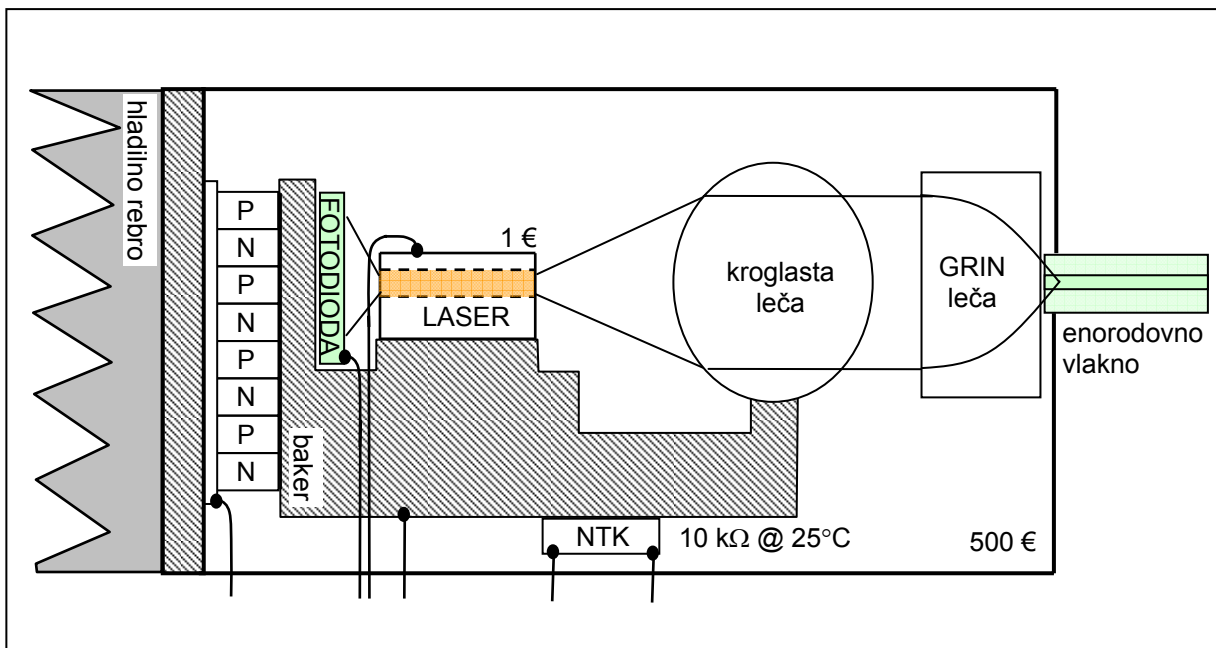 hladilno rebro
P
N
P
N
P
N
P
N
baker
FOTODIODA
1 €
LASER
kroglasta
leča
GRIN
leča
enorodovno
vlakno
NTK
10 kΩ @ 25°C
500 €